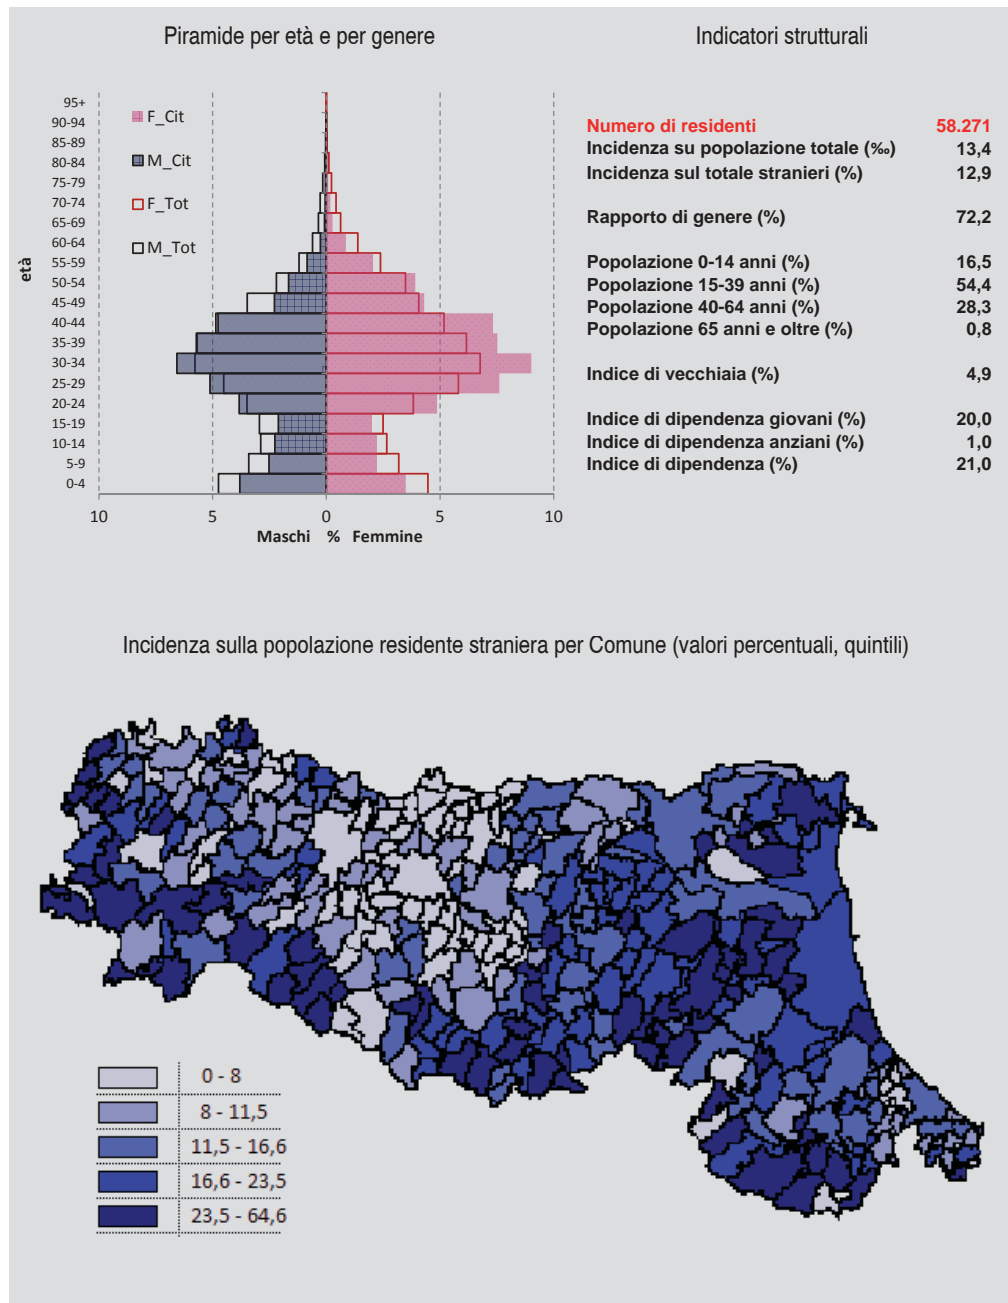 Piramide per età e per genere
Indicatori strutturali
95+
90-94
85-89
80-84
75-79
70-74
65-69
60-64
55-59
50-54
45-49
40-44
35-39
30-34
25-29
20-24
15-19
10-14
5-9
0-4
età
F_Cit
M_Cit
F_Tot
M_Tot
10 5 0 5 10
Maschi % Femmine
Numero di residenti 58.271
Incidenza su popolazione totale (‰) 13,4
Incidenza sul totale stranieri (%) 12,9
Rapporto di genere (%) 72,2
Popolazione 0-14 anni (%) 16,5
Popolazione 15-39 anni (%) 54,4
Popolazione 40-64 anni (%) 28,3
Popolazione 65 anni e oltre (%) 0,8
Indice di vecchiaia (%) 4,9
Indice di dipendenza giovani (%) 20,0
Indice di dipendenza anziani (%) 1,0
Indice di dipendenza (%) 21,0
Incidenza sulla popolazione residente straniera per Comune (valori percentuali, quintili)
0 - 8
8 - 11,5
11,5 - 16,6
16,6 - 23,5
23,5 - 64,6